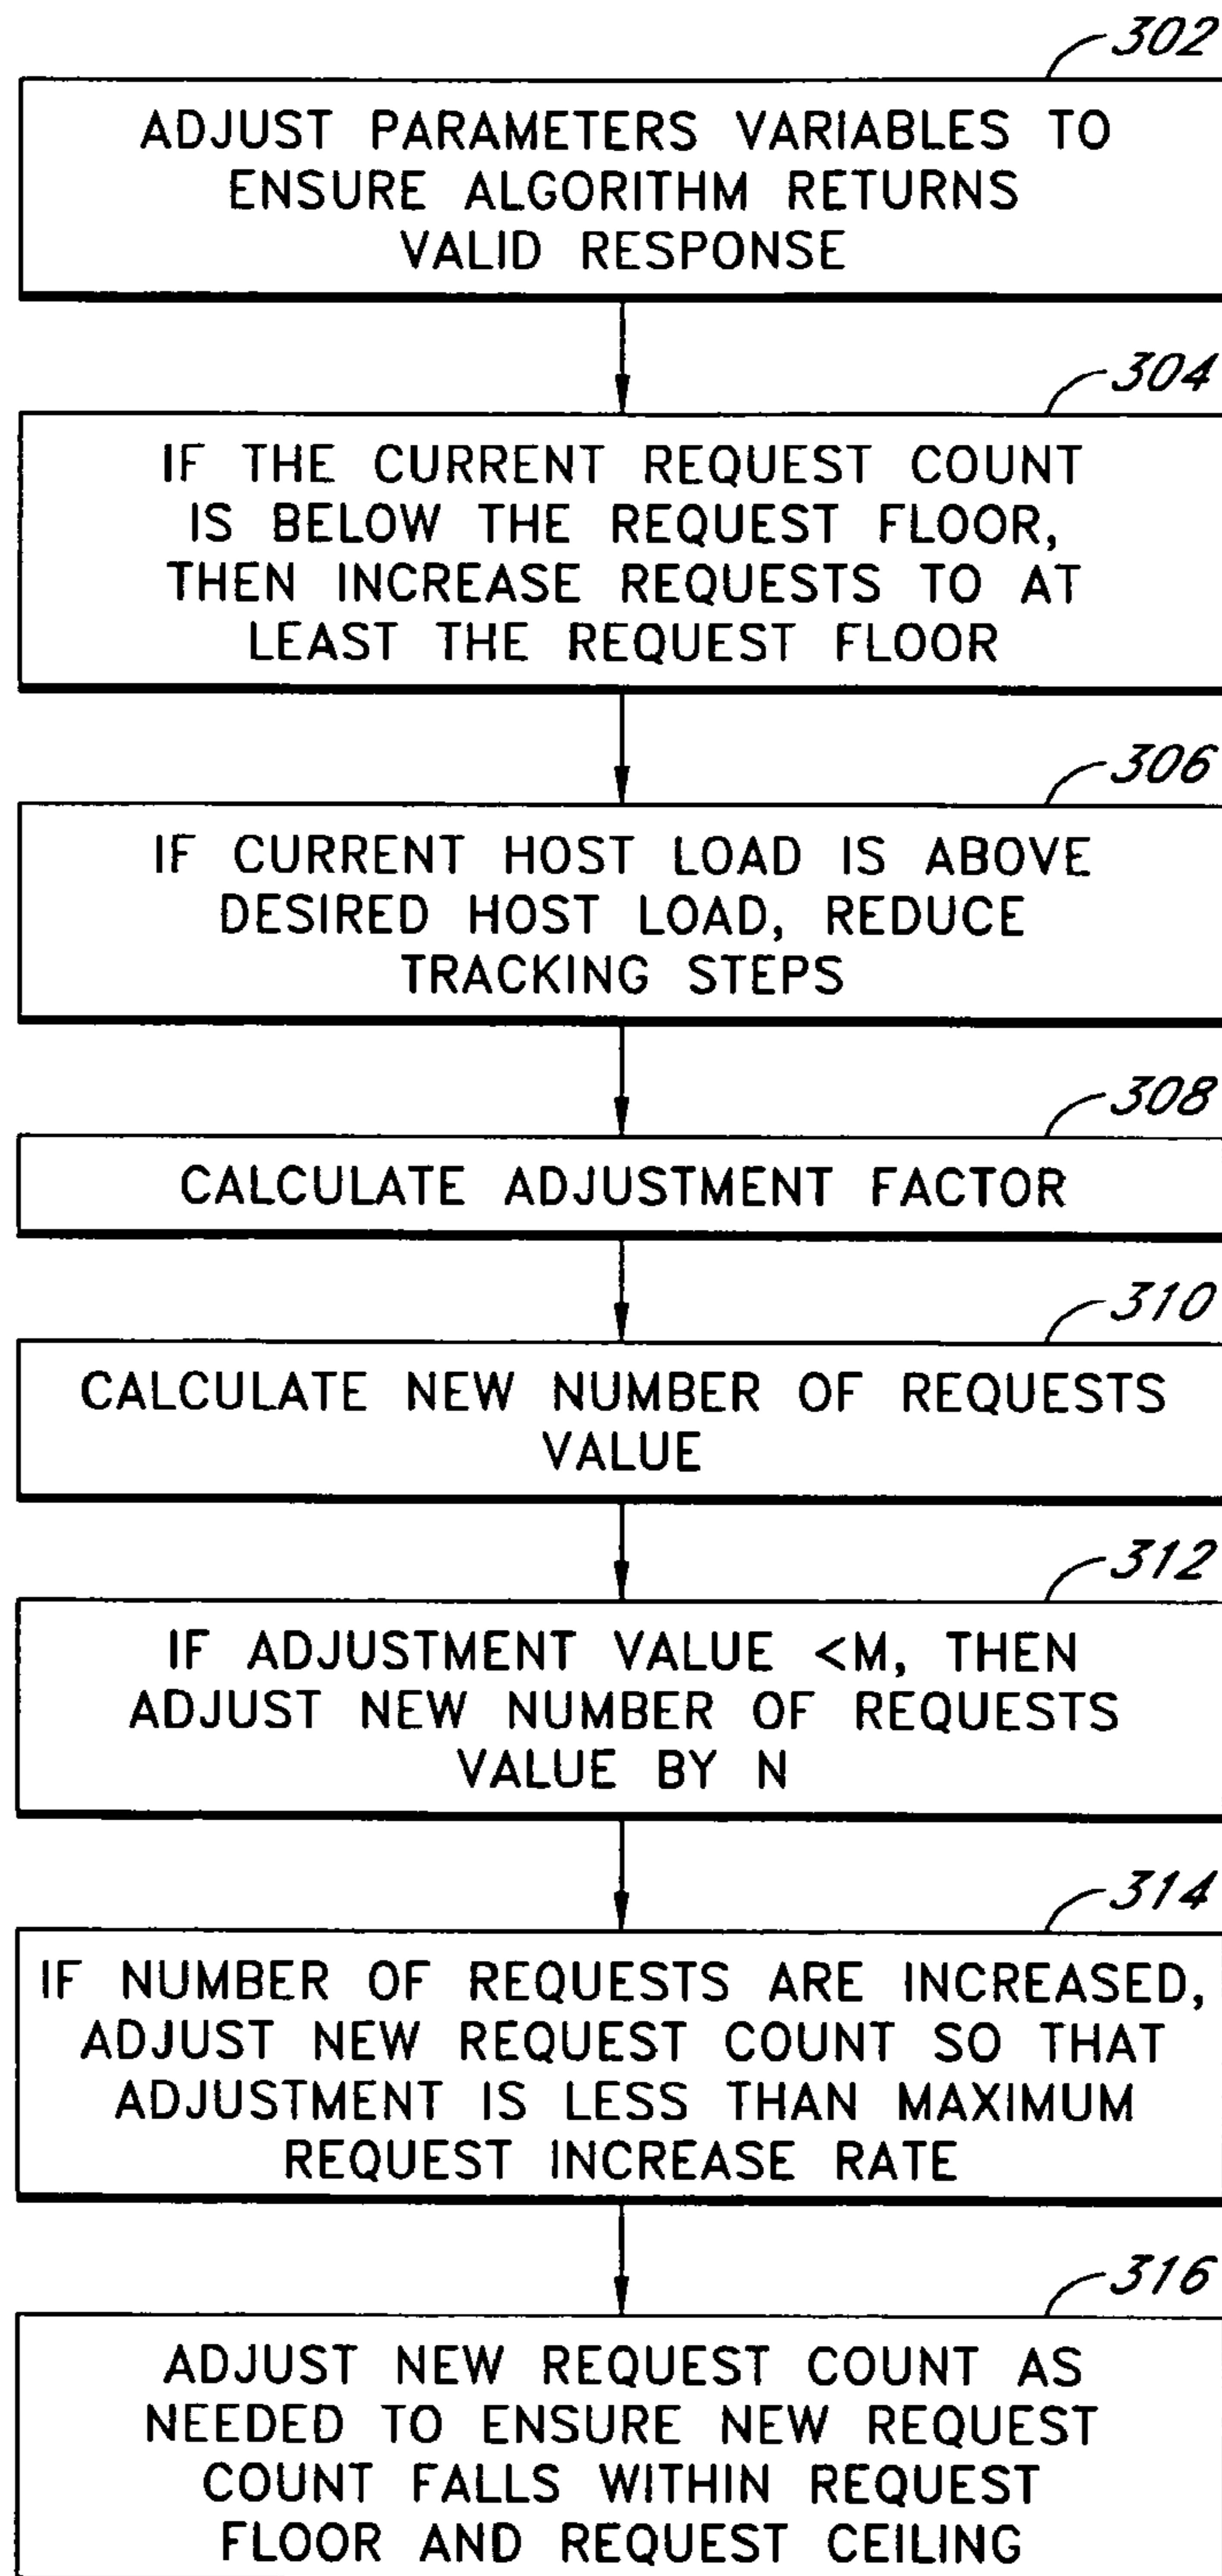 302
ADJUST PARAMETERS VARIABLES TO
ENSURE ALGORITHM RETURNS
VALID RESPONSE
304
IF THE CURRENT REQUEST COUNT
IS BELOW THE REQUEST FLOOR,
THEN INCREASE REQUESTS TO AT
LEAST THE REQUEST FLOOR
306
IF CURRENT HOST LOAD IS ABOVE
DESIRED HOST LOAD, REDUCE
TRACKING STEPS
308
CALCULATE ADJUSTMENT FACTOR
310
CALCULATE NEW NUMBER OF REQUESTS
VALUE
312
IF ADJUSTMENT VALUE <M, THEN
ADJUST NEW NUMBER OF REQUESTS
VALUE BY N
314
IF NUMBER OF REQUESTS ARE INCREASED,
ADJUST NEW REQUEST COUNT SO THAT
ADJUSTMENT IS LESS THAN MAXIMUM
REQUEST INCREASE RATE
316
ADJUST NEW REQUEST COUNT AS
NEEDED TO ENSURE NEW REQUEST
COUNT FALLS WITHIN REQUEST
FLOOR AND REQUEST CEILING